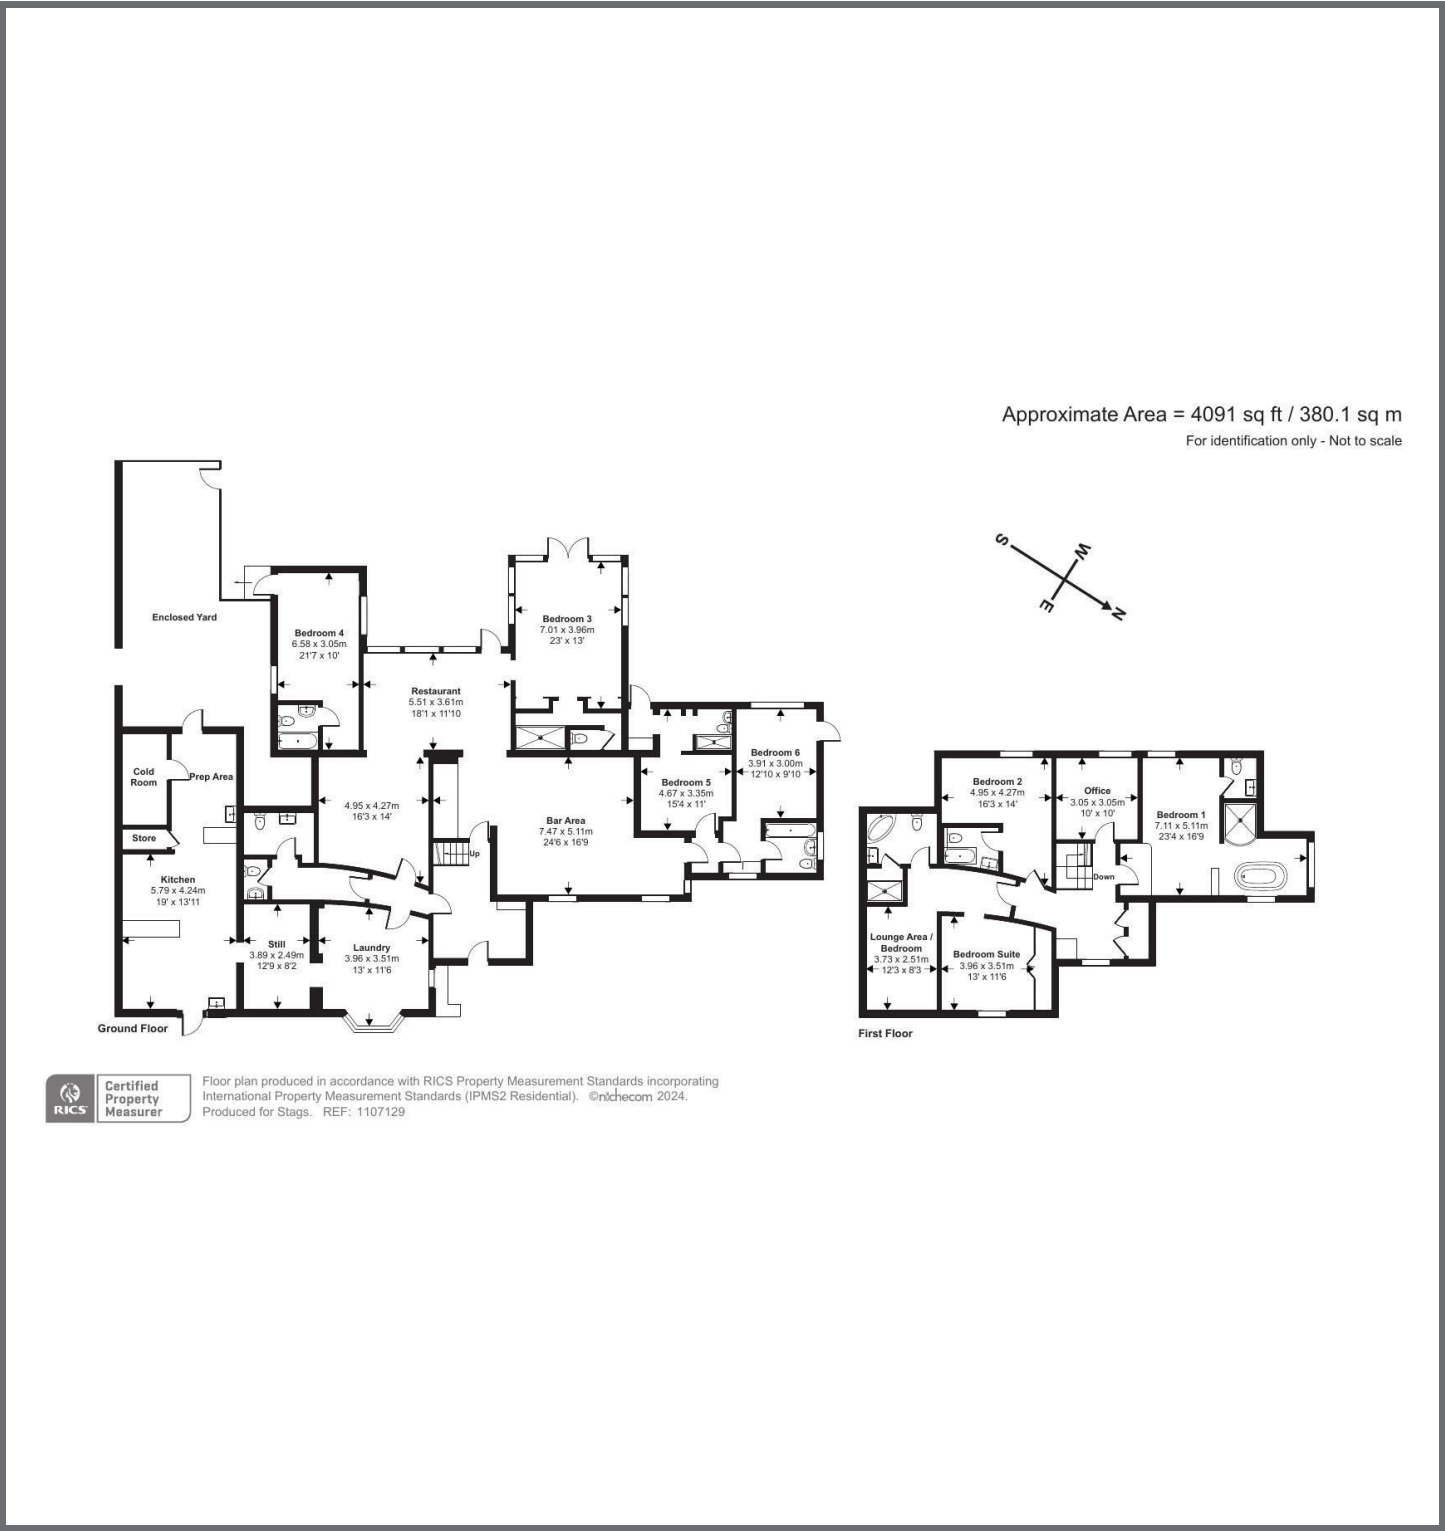 Approximate Area = 4091 sq ft / 380.1 sq m
For identification only - Not to scale
S
W
E
N
Enclosed Yard
Bedroom 4
6.58 x 3.05m
21'7 x 10'
Bedroom 3
7.01 x 3.96m
23' x 13'
Restaurant
5.51 x 3.61m
18'1 x 11'10
Cold
Room
Prep Area
Store
Kitchen
5.79 x 4.24m
19' x 13'11
4.95 x 4.27m
16'3 x 14'
Up
Bar Area
7.47 x 5.11m
24'6 x 16'9
Bedroom 5
4.67 x 3.35m
15'4 x 11'
Bedroom 6
3.91 x 3.00m
12'10 x 9'10
Still
3.89 x 2.49m
12'9 x 8'2
Laundry
3.96 x 3.51m
13' x 11'6
Ground Floor
Bedroom 2
4.95 x 4.27m
16'3 x 14'
Office
3.05 x 3.05m
10' x 10'
Bedroom 1
7.11 x 5.11m
23'4 x 16'9
Down
Lounge Area /
Bedroom
3.73 x 2.51m
12'3 x 8'3
Bedroom Suite
3.96 x 3.51m
13' x 11'6
First Floor
RICS
Certified
Property
Measurer
Floor plan produced in accordance with RICS Property Measurement Standards incorporating
International Property Measurement Standards (IPMS2 Residential). ©nichecom 2024.
Produced for Stags. REF: 1107129